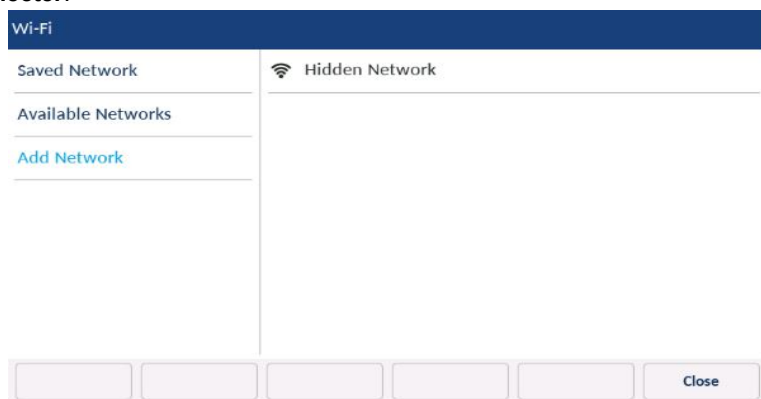 Wi-Fi
Saved Network
Hidden Network
Available Networks
Add Network
Close